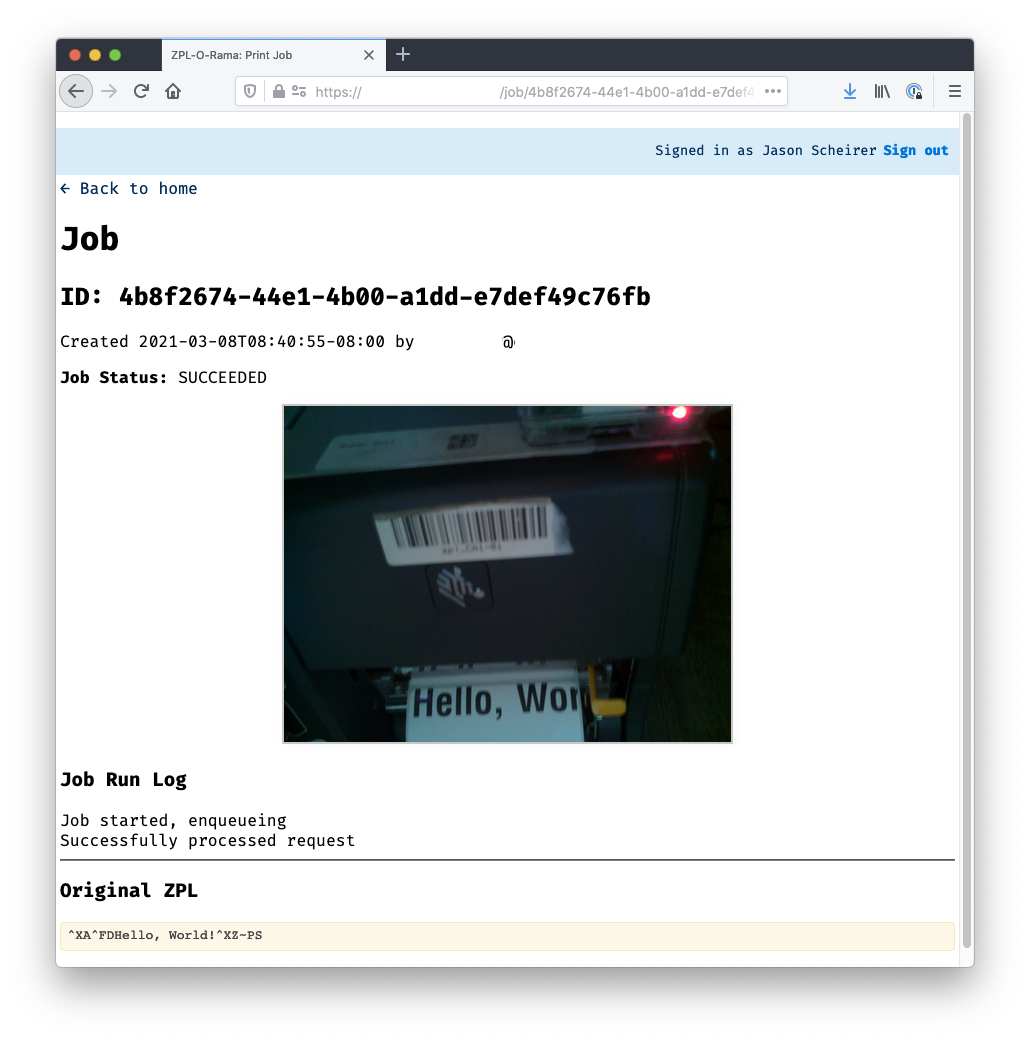 ZPL-O-Rama: Print Job
https:// /job/4b8f2674-44e1-4b00-a1dd-e7def4
Signed in as Jason Scheirer Sign out
← Back to home
Job
ID: 4b8f2674-44e1-4b00-a1dd-e7def49c76fb
Created 2021-03-08T08:40:55-08:00 by @
Job Status: SUCCEEDED
Hello, Wor
Job Run Log
Job started, enqueueing
Successfully processed request
Original ZPL
^XA^FDHello, World!^XZ~PS